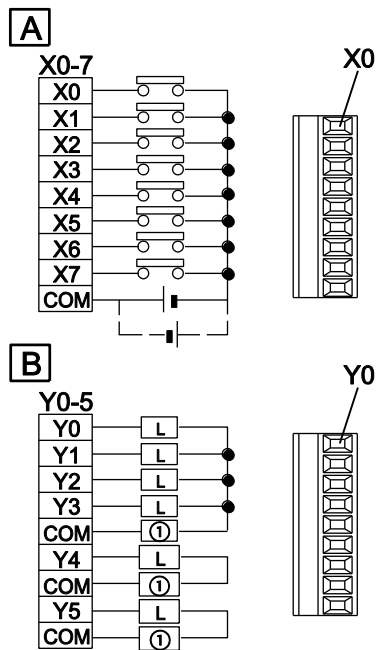 A
X0-7
X0
X0
X1
X2
X3
X4
X5
X6
X7
COM
B
Y0-5
Y0
Y0 L
Y1 L
Y2 L
Y3 L
COM ①
Y4 L
COM ①
Y5 L
COM ①